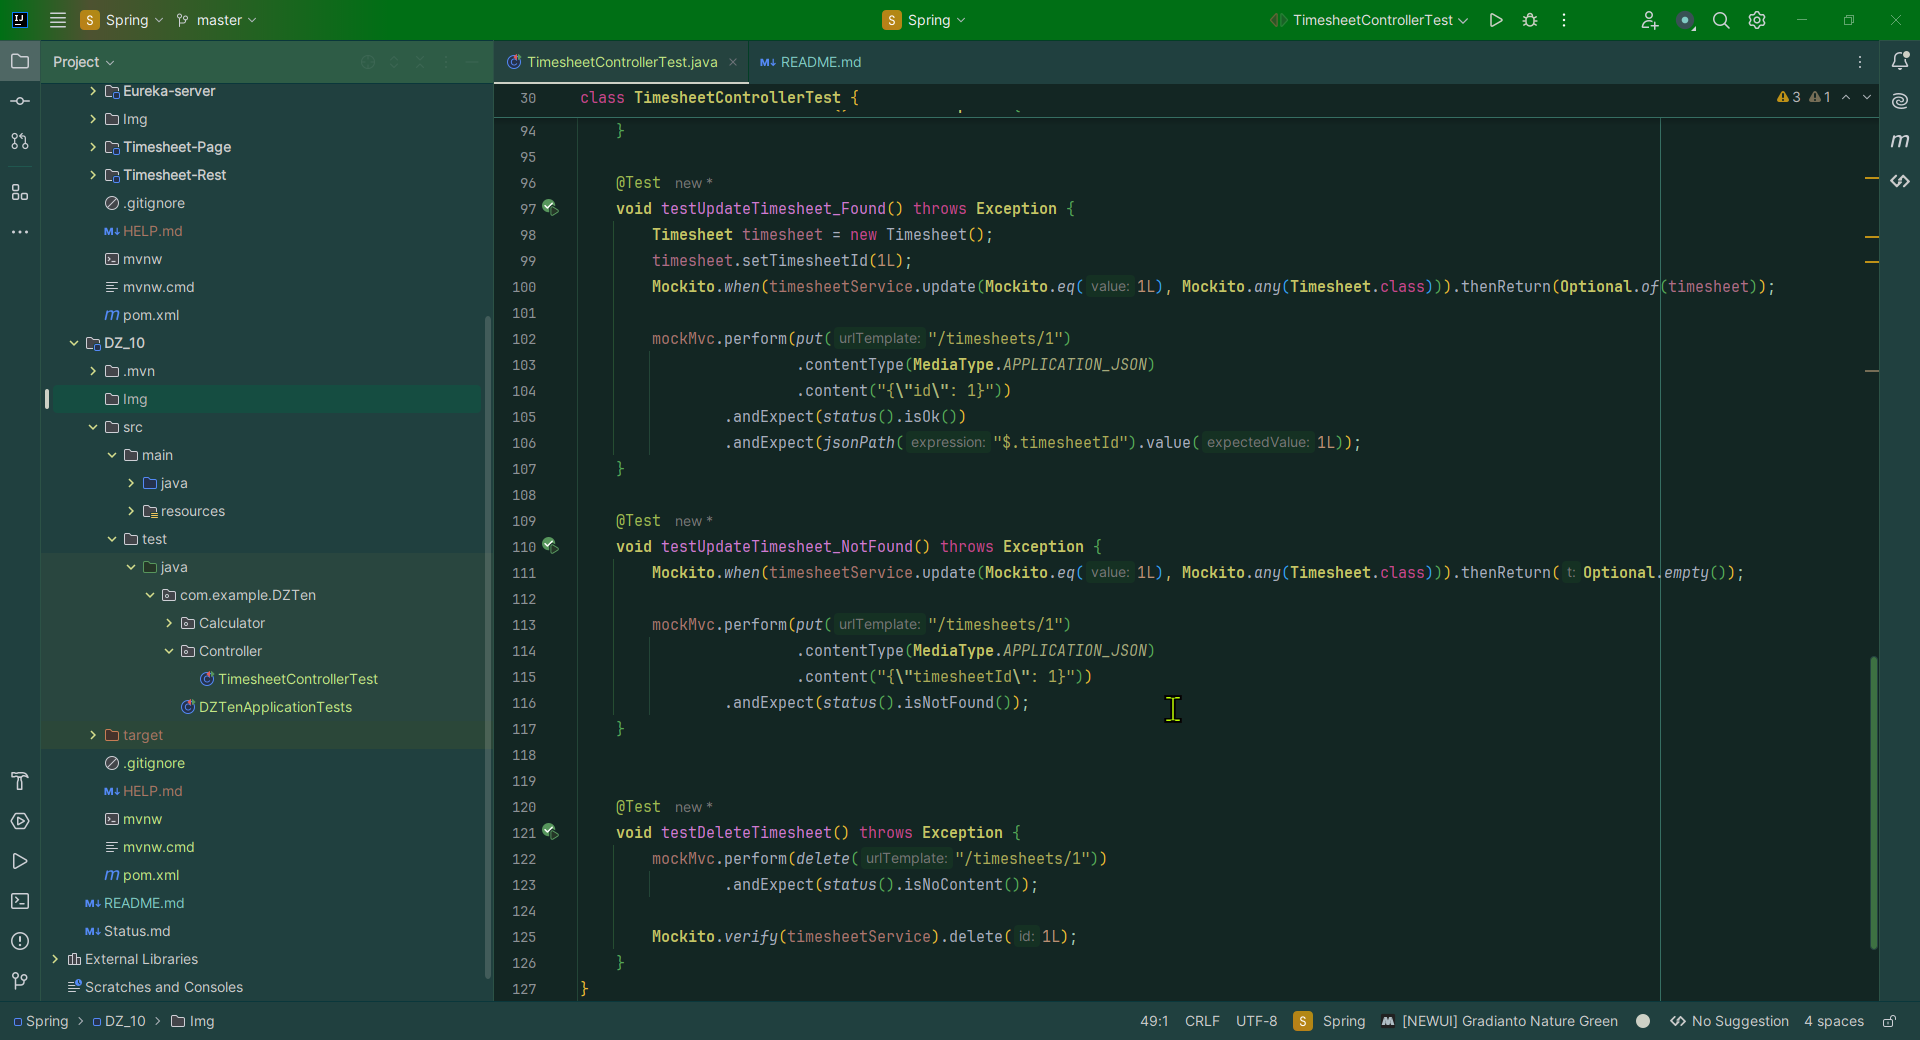 Spring
master
Spring
TimesheetControllerTest
Project
TimesheetControllerTest.java
README.md
Eureka-server
Img
Timesheet-Page
Timesheet-Rest
.gitignore
HELP.md
mvnw
mvnw.cmd
pom.xml
DZ_10
.mvn
Img
src
main
java
resources
test
java
com.example.DZTen
Calculator
Controller
TimesheetControllerTest
DZTenApplicationTests
target
.gitignore
HELP.md
mvnw
mvnw.cmd
pom.xml
README.md
Status.md
External Libraries
Scratches and Consoles
30 class TimesheetControllerTest {
3 1
94 }
95
96 @Test new *
97 void testUpdateTimesheet_Found() throws Exception {
98 Timesheet timesheet = new Timesheet();
99 timesheet.setTimesheetId(1L);
100 Mockito.when(timesheetService.update(Mockito.eq( value: 1L), Mockito.any(Timesheet.class))).thenReturn(Optional.of(timesheet));
101
102 mockMvc.perform(put( urlTemplate: "/timesheets/1")
103 .contentType(MediaType.APPLICATION_JSON)
104 .content("{\"id\": 1}"))
105 .andExpect(status().isOk())
106 .andExpect(jsonPath( expression: "$.timesheetId").value( expectedValue: 1L));
107 }
108
109 @Test new *
110 void testUpdateTimesheet_NotFound() throws Exception {
111 Mockito.when(timesheetService.update(Mockito.eq( value: 1L), Mockito.any(Timesheet.class))).thenReturn( t: Optional.empty());
112
113 mockMvc.perform(put( urlTemplate: "/timesheets/1")
114 .contentType(MediaType.APPLICATION_JSON)
115 .content("{\"timesheetId\": 1}"))
116 .andExpect(status().isNotFound());
117 }
118
119
120 @Test new *
121 void testDeleteTimesheet() throws Exception {
122 mockMvc.perform(delete( urlTemplate: "/timesheets/1"))
123 .andExpect(status().isNoContent());
124
125 Mockito.verify(timesheetService).delete( id: 1L);
126 }
127 }
Spring > DZ_10 > Img
49:1 CRLF UTF-8 S Spring [NEWUI] Gradianto Nature Green No Suggestion 4 spaces